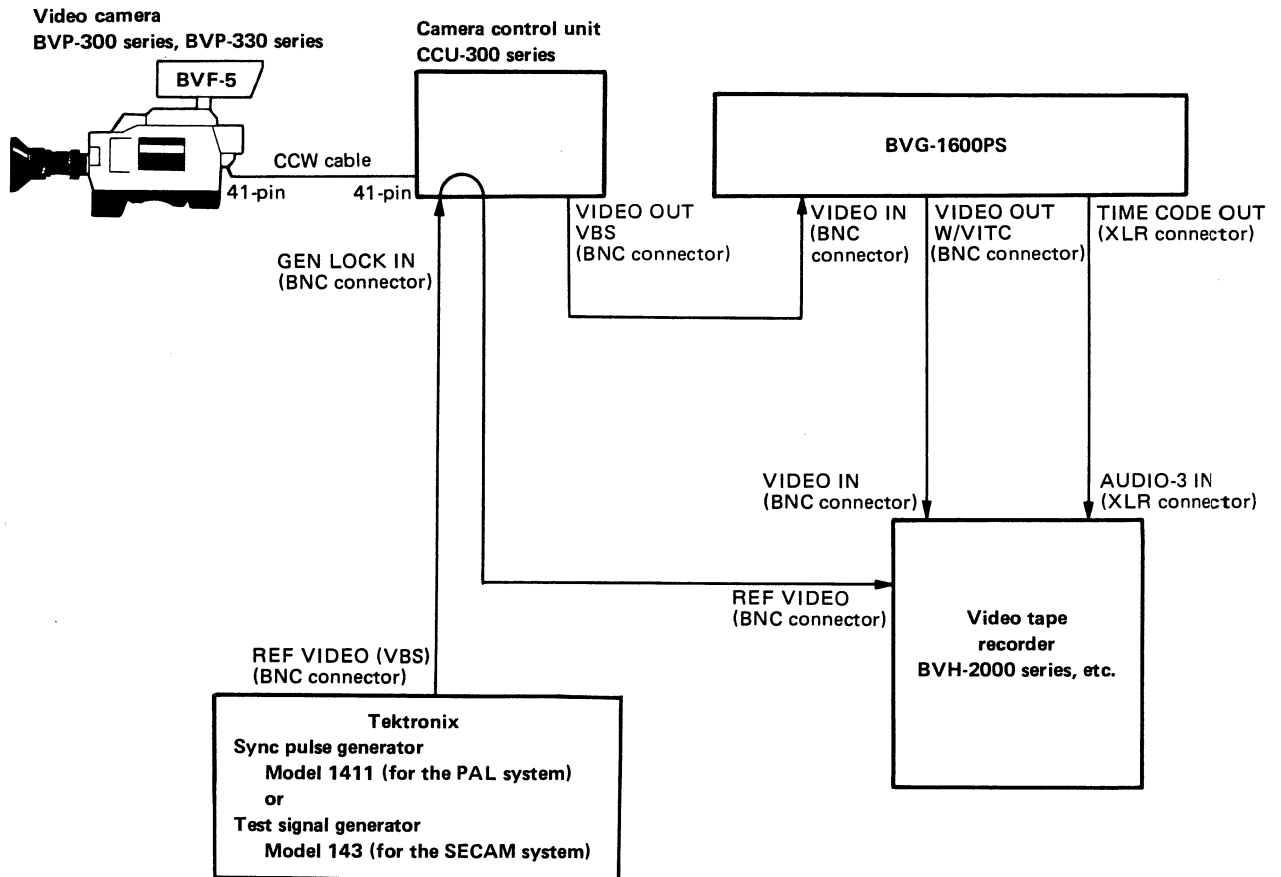 Video camera
BVP-300 series, BVP-330 series
BVF-5
CCW cable
41-pin
41-pin
Camera control unit
CCU-300 series
BVG-1600PS
GEN LOCK IN
(BNC connector)
VIDEO OUT
VBS
(BNC connector)
VIDEO IN
(BNC
connector)
VIDEO OUT
W/VITC
(BNC connector)
TIME CODE OUT
(XLR connector)
VIDEO IN
(BNC connector)
AUDIO-3 IN
(XLR connector)
REF VIDEO
(BNC connector)
Video tape
recorder
BVH-2000 series, etc.
REF VIDEO (VBS)
(BNC connector)
Tektronix
Sync pulse generator
Model 1411 (for the PAL system)
or
Test signal generator
Model 143 (for the SECAM system)